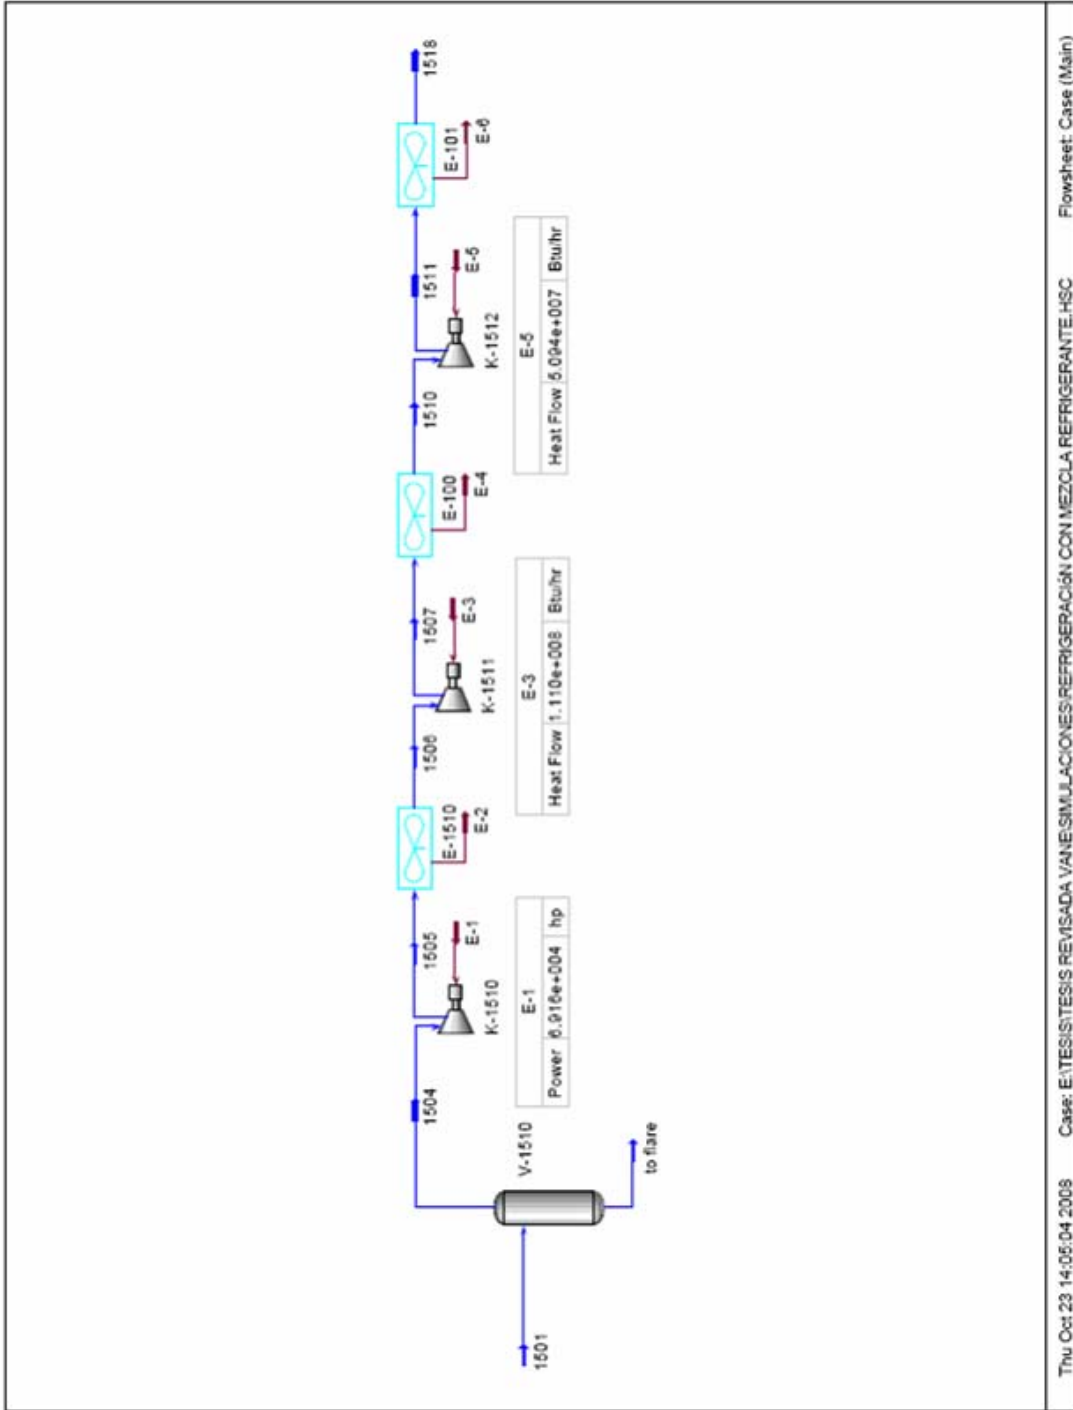 1501
V-1510
to flare
1504
K-1510
E-1
1505
E-1
Power 6.916e+004 hp
E-1510
E-2
1506
K-1511
E-3
1507
E-3
Heat Flow 1.110e+008 Btu/hr
E-100
E-4
1510
K-1512
E-5
1511
E-5
Heat Flow 5.094e+007 Btu/hr
E-101
E-6
1518
Thu Oct 23 14:05:04 2008 Case: E:\TESIS\TESIS REVISADA VANE\SIMULACIONES\REFRIGERACIóN CON MEZCLA REFRIGERANTE.HSC Flowsheet: Case (Main)